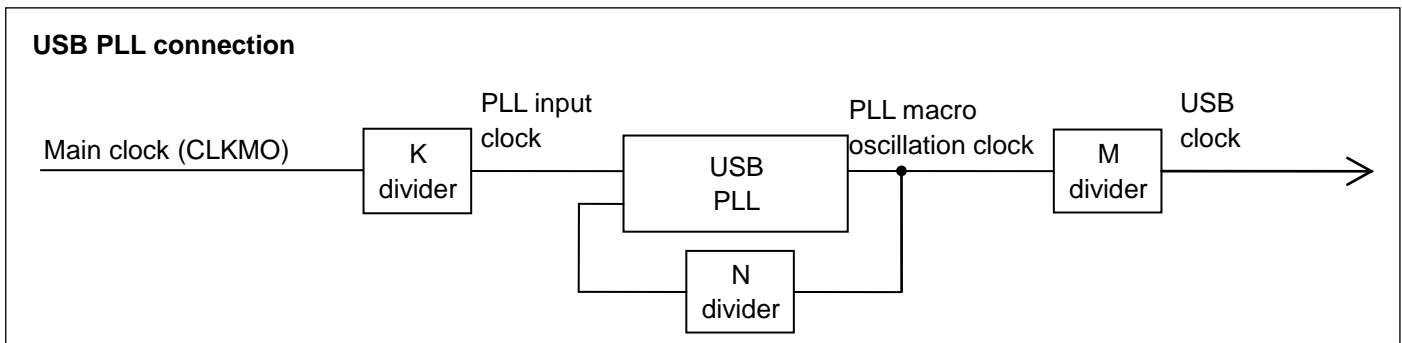 USB PLL connection
Main clock (CLKMO)
K
divider
PLL input
clock
USB
PLL
N
divider
PLL macro
oscillation clock
M
divider
USB
clock